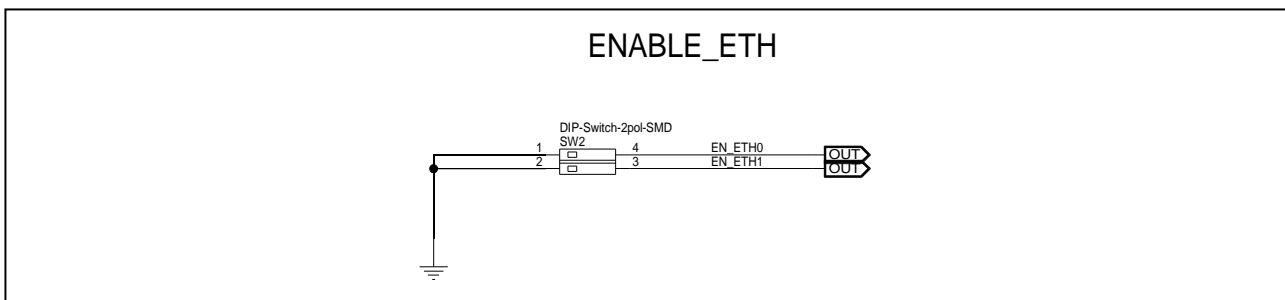 ENABLE_ETH
DIP-Switch-2pol-SMD
SW2
1 4 EN_ETH0 OUT
2 3 EN_ETH1 OUT